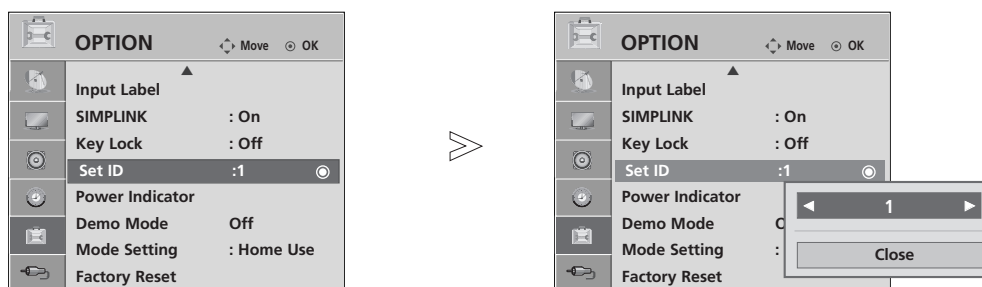 OPTION Move OK
Input Label
SIMPLINK : On
Key Lock : Off
Set ID :1
Power Indicator
Demo Mode Off
Mode Setting : Home Use
Factory Reset
OPTION Move OK
Input Label
SIMPLINK : On
Key Lock : Off
Set ID :1
Power Indicator
Demo Mode
Mode Setting :
Factory Reset
1
Close